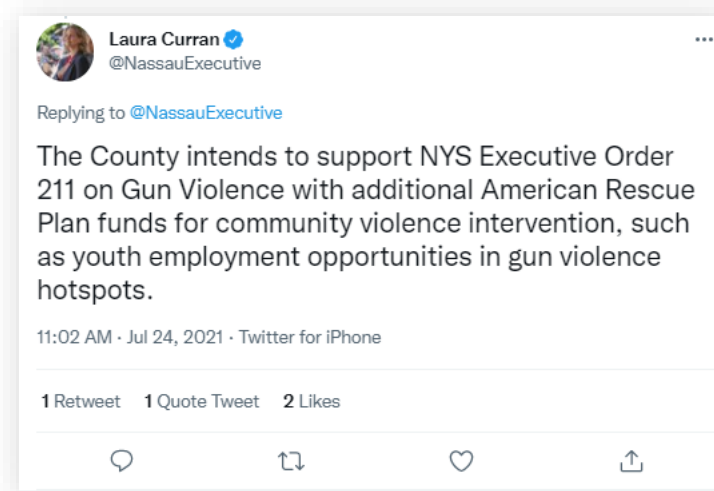 Laura Curran
@NassauExecutive
Replying to @NassauExecutive
The County intends to support NYS Executive Order
211 on Gun Violence with additional American Rescue
Plan funds for community violence intervention, such
as youth employment opportunities in gun violence
hotspots.
11:02 AM · Jul 24, 2021 · Twitter for iPhone
1 Retweet 1 Quote Tweet 2 Likes